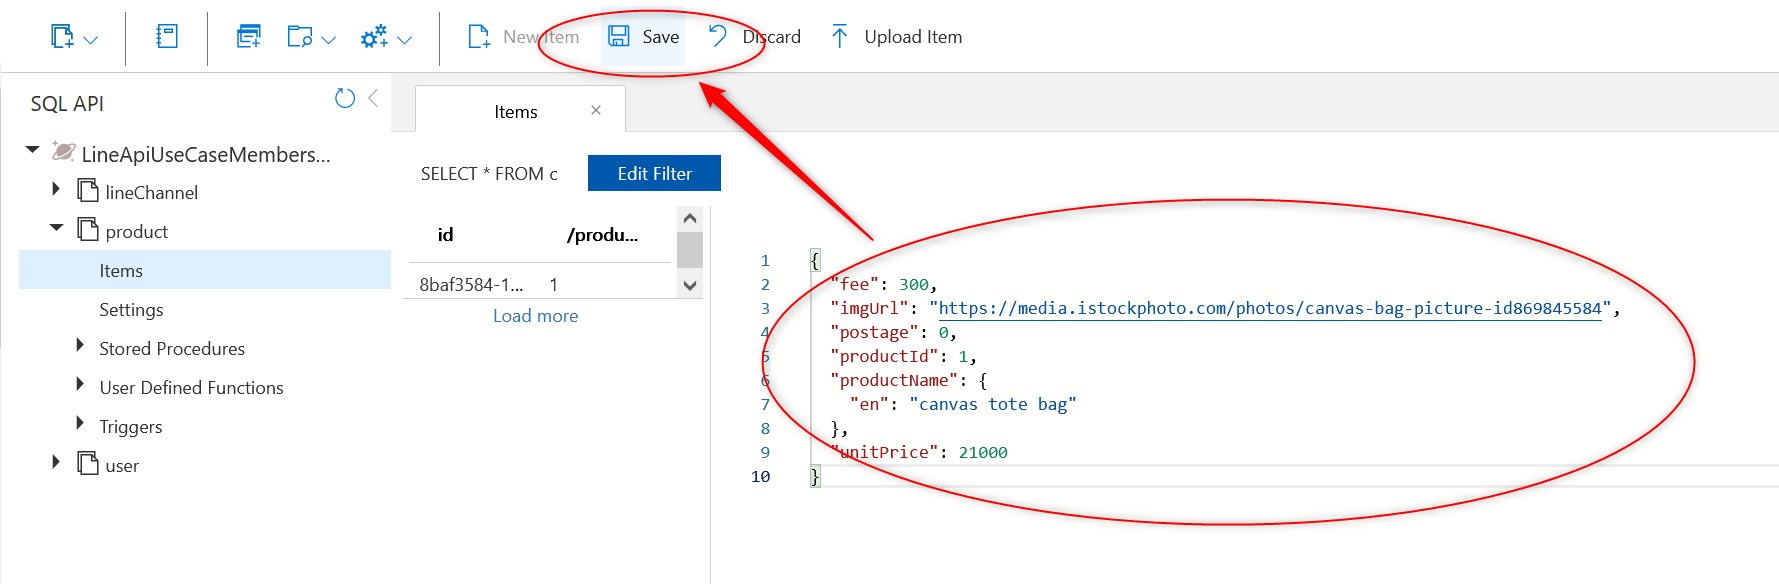 New Item Save Discard Upload Item
SQL API
Items ×
LineApiUseCaseMembers...
lineChannel
product
Items
Settings
Stored Procedures
User Defined Functions
Triggers
user
SELECT * FROM c Edit Filter
id /produ...
8baf3584-1... 1
Load more
1 {
2 "fee": 300,
3 "imgUrl": "https://media.istockphoto.com/photos/canvas-bag-picture-id869845584",
4 "postage": 0,
5 "productId": 1,
6 "productName": {
7 "en": "canvas tote bag"
8 },
9 "unitPrice": 21000
10 }